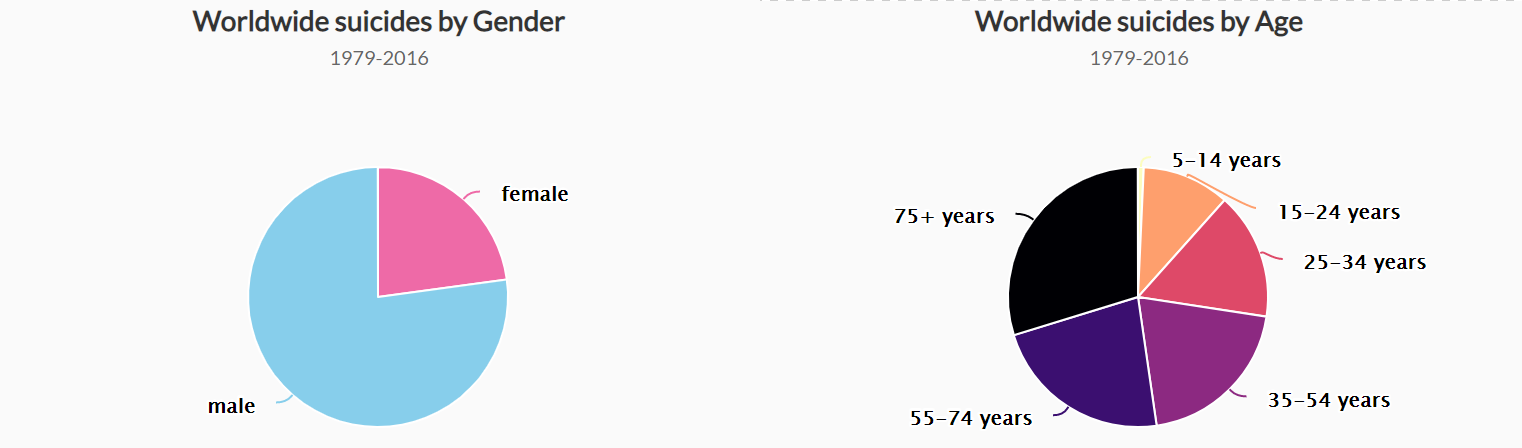 Worldwide suicides by Gender
1979-2016
female
male
Worldwide suicides by Age
1979-2016
5–14 years
15–24 years
25–34 years
35–54 years
55–74 years
75+ years